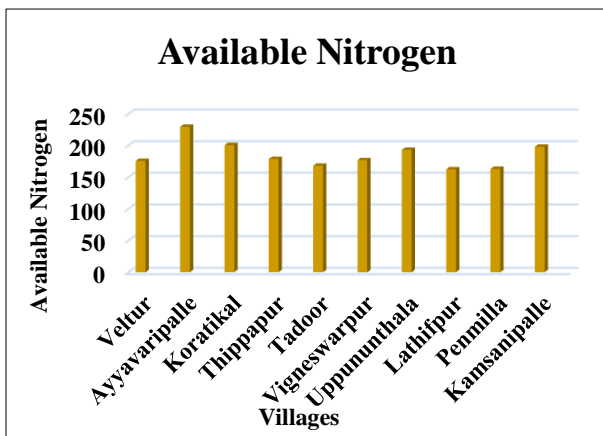 Available Nitrogen
Available Nitrogen
250
200
150
100
50
0
Veltur
Ayyavaripalle
Koratikal
Thippapur
Tadoor
Vigneswarpur
Uppununthala
Lathifpur
Penmilla
Kamsanipalle
Villages